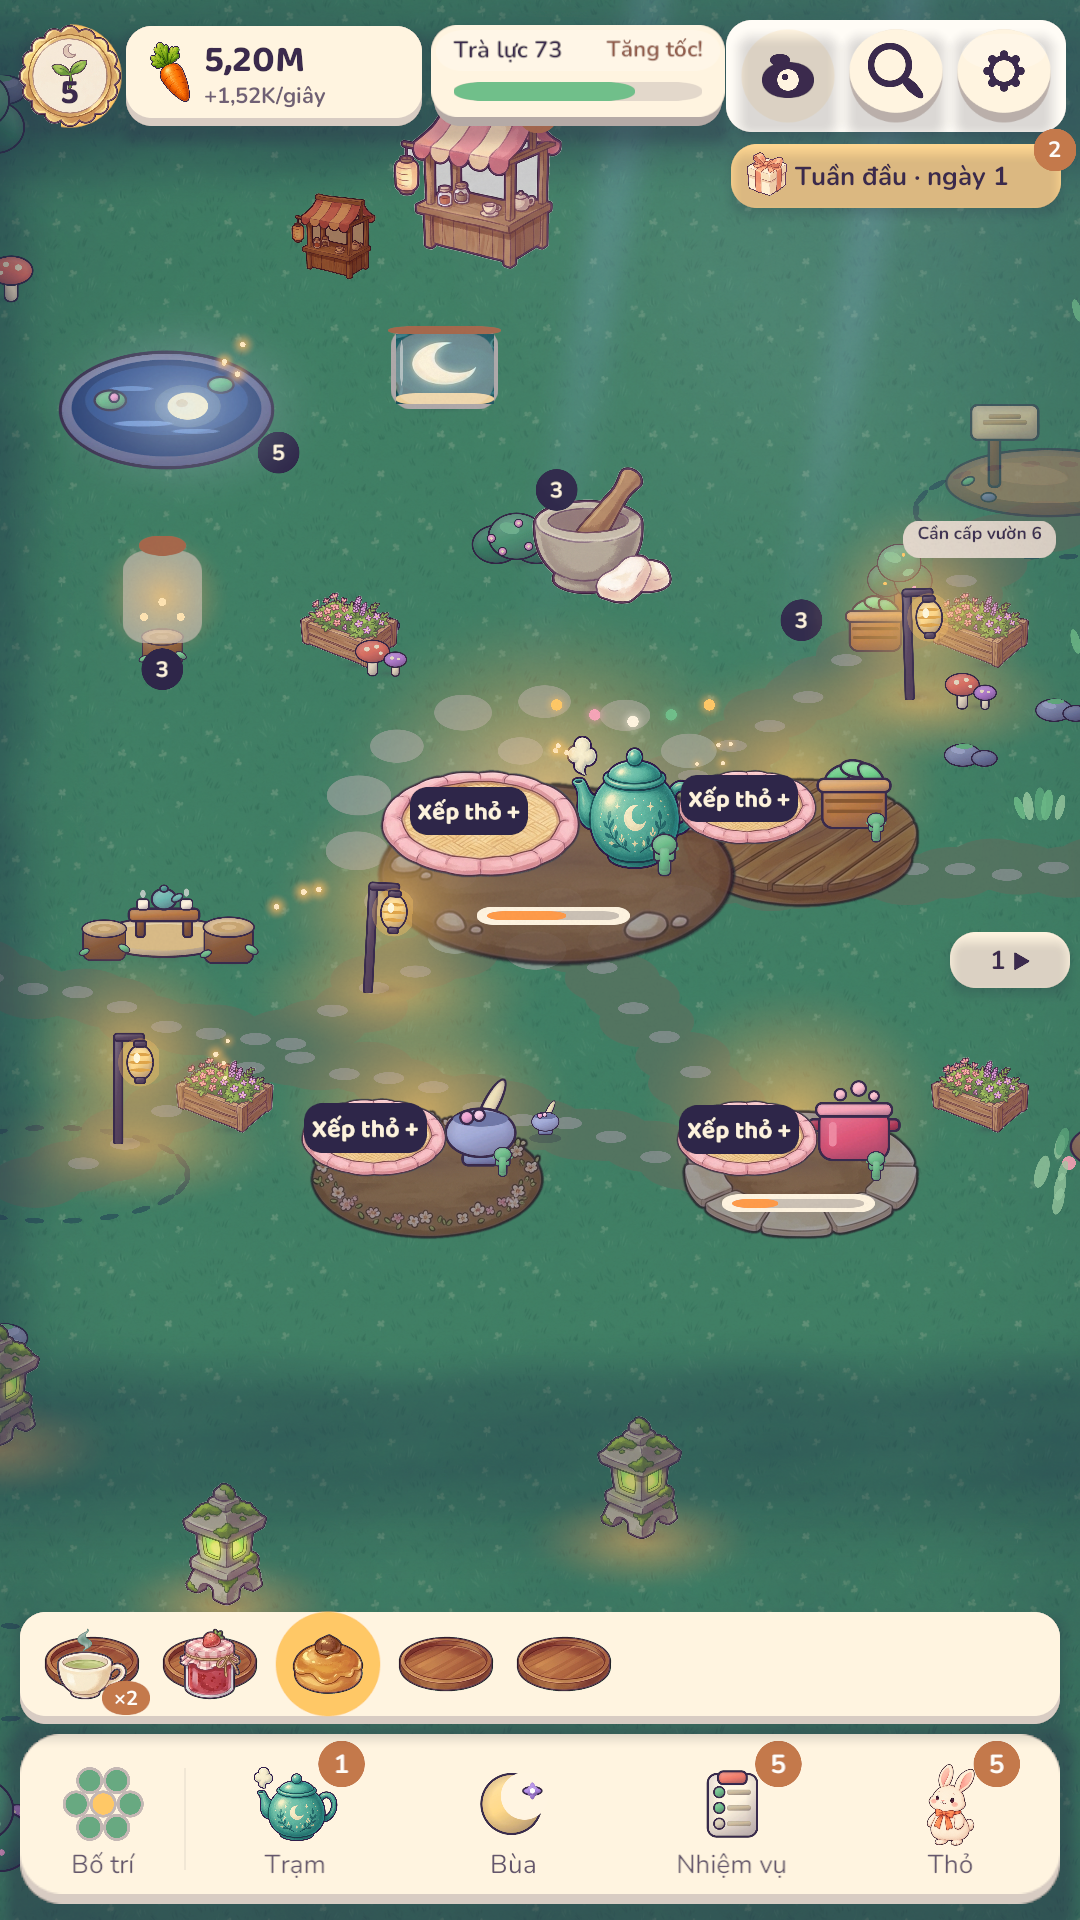 5
5,20M
+1,52K/giây
Trà lực 73
Tăng tốc!
2
Tuần đầu · ngày 1
5
3
Cần cấp vườn 6
3
3
Xếp thỏ +
Xếp thỏ +
1
Xếp thỏ +
Xếp thỏ +
×2
1
5
5
Bố trí
Trạm
Bùa
Nhiệm vụ
Thỏ